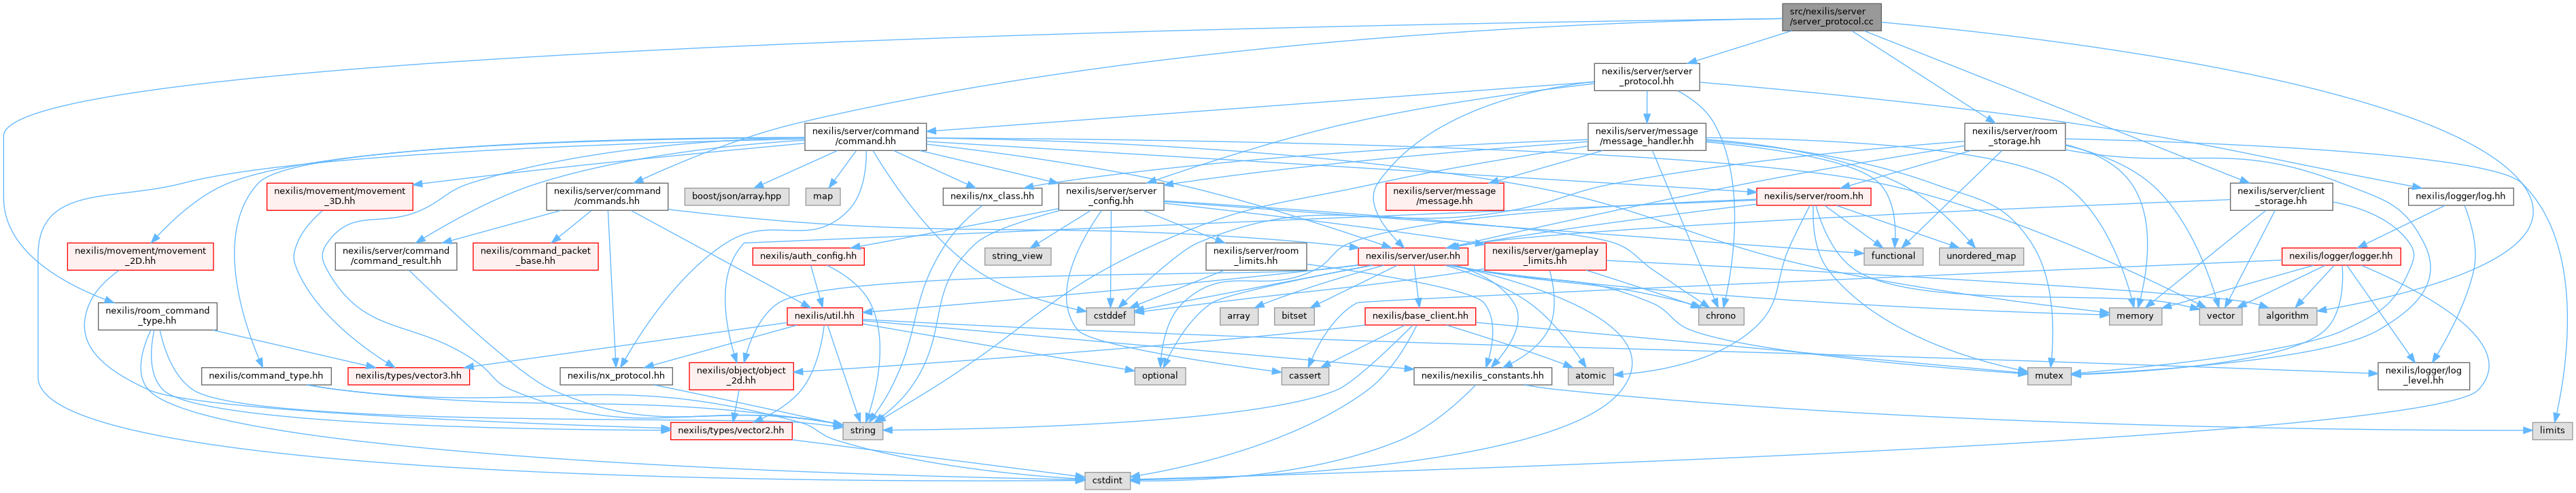 src/nexilis/server
/server_protocol.cc
nexilis/server/server
_protocol.hh
nexilis/server/command
/command.hh
nexilis/server/message
/message_handler.hh
nexilis/server/room
_storage.hh
nexilis/movement/movement
_3D.hh
nexilis/server/command
/commands.hh
boost/json/array.hpp
map
nexilis/nx_class.hh
nexilis/server/server
_config.hh
nexilis/server/message
/message.hh
nexilis/server/room.hh
nexilis/server/client
_storage.hh
nexilis/logger/log.hh
nexilis/movement/movement
_2D.hh
nexilis/server/command
/command_result.hh
nexilis/command_packet
_base.hh
nexilis/auth_config.hh
string_view
nexilis/server/room
_limits.hh
nexilis/server/user.hh
nexilis/server/gameplay
_limits.hh
functional
unordered_map
nexilis/logger/logger.hh
nexilis/room_command
_type.hh
nexilis/util.hh
cstddef
array
bitset
nexilis/base_client.hh
chrono
memory
vector
algorithm
nexilis/command_type.hh
nexilis/types/vector3.hh
nexilis/nx_protocol.hh
nexilis/object/object
_2d.hh
optional
cassert
nexilis/nexilis_constants.hh
atomic
mutex
nexilis/logger/log
_level.hh
nexilis/types/vector2.hh
string
limits
cstdint